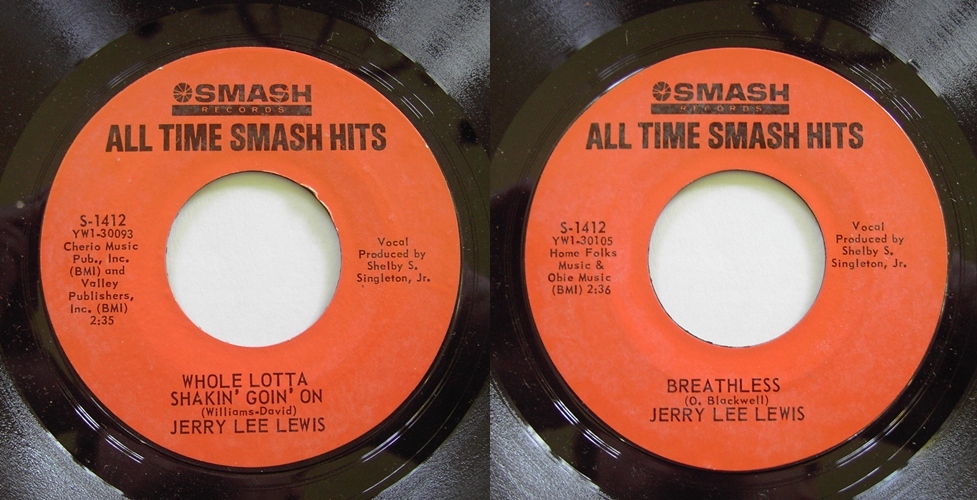 SMASH
RECORDS
ALL TIME SMASH HITS
S-1412
YW1-30093
Cherio Music
Pub., Inc.
(BMI) and
Valley
Publishers,
Inc. (BMI)
2:35
Vocal
Produced by
Shelby S.
Singleton, Jr.
WHOLE LOTTA
SHAKIN' GOIN' ON
(Williams-David)
JERRY LEE LEWIS
SMASH
RECORDS
ALL TIME SMASH HITS
S-1412
YW1-30105
Home Folks
Music &
Obie Music
(BMI) 2:36
Vocal
Produced by
Shelby S.
Singleton, Jr.
BREATHLESS
(O. Blackwell)
JERRY LEE LEWIS